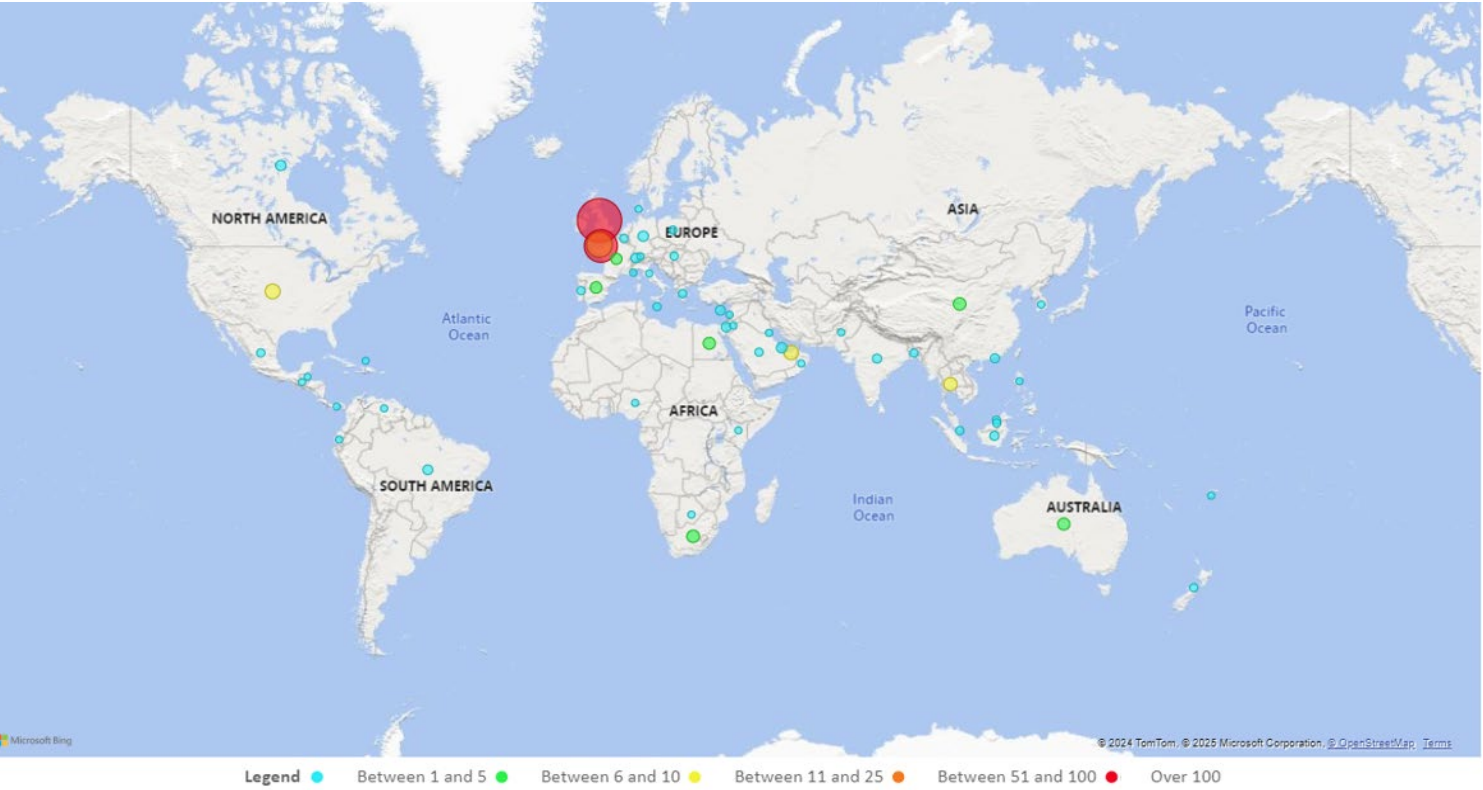 NORTH AMERICA
EUROPE
ASIA
Atlantic
Ocean
Pacific
Ocean
AFRICA
SOUTH AMERICA
Indian
Ocean
AUSTRALIA
Microsoft Bing
© 2024 TomTom, © 2025 Microsoft Corporation, © OpenStreetMap Terms
Legend Between 1 and 5 Between 6 and 10 Between 11 and 25 Between 51 and 100 Over 100